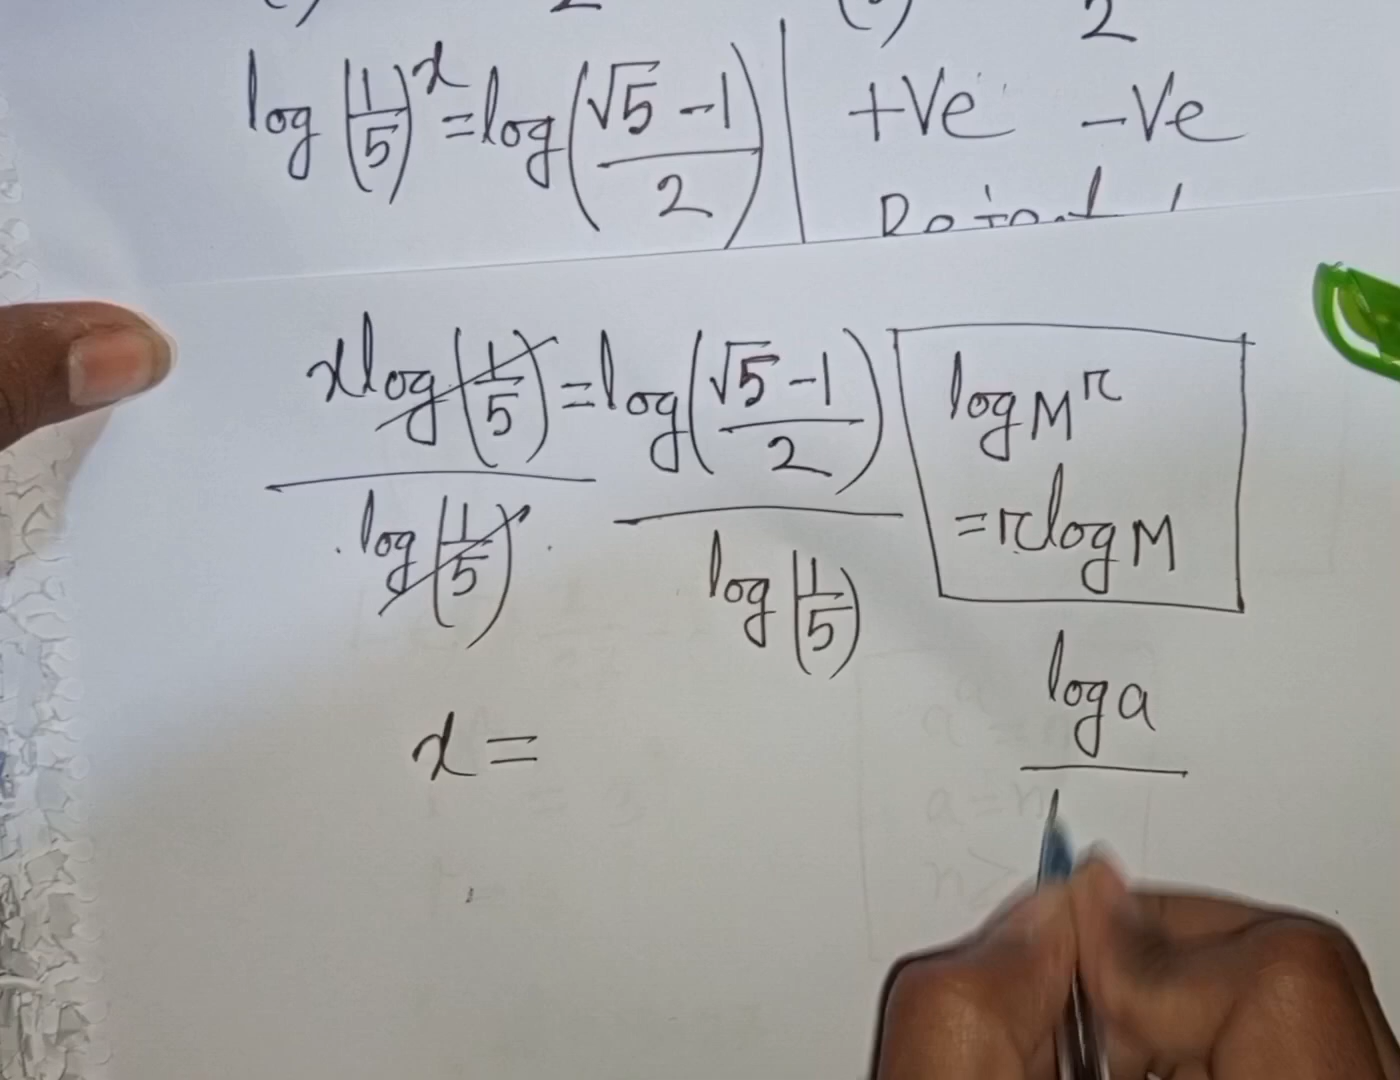 2 2
log (1/5)^x = log ((√5 - 1)/2) | +Ve -Ve
x log (1/5) / log (1/5) = log ((√5 - 1)/2) / log (1/5)
log M^r
= r log M
x =
log a